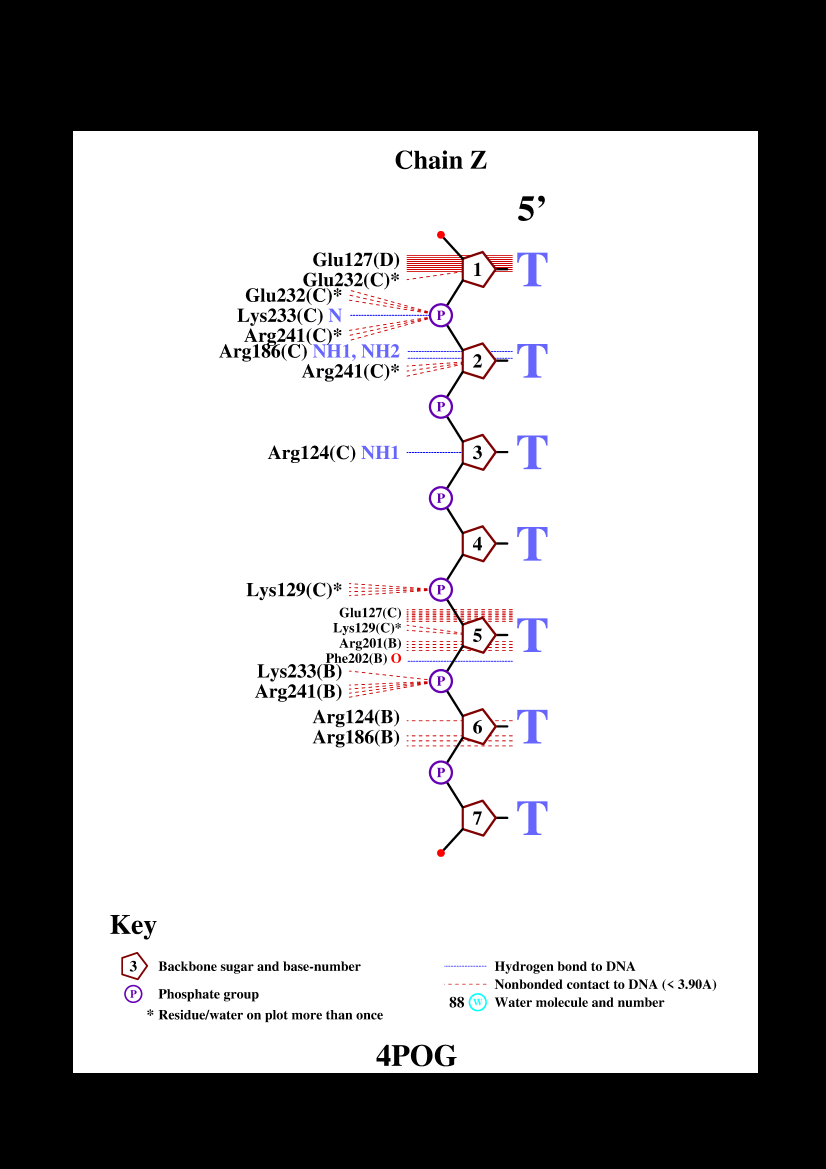 Chain Z
5’
Glu127(D)
1 T
Glu232(C)*
Glu232(C)*
Lys233(C) N P
Arg241(C)*
Arg186(C) NH1, NH2
2 T
Arg241(C)*
P
Arg124(C) NH1 3 T
P
4 T
Lys129(C)* P
Glu127(C)
Lys129(C)* 5 T
Arg201(B)
Phe202(B) O
Lys233(B)
P
Arg241(B)
Arg124(B)
6 T
Arg186(B)
P
7 T
Key
3 Backbone sugar and base-number
P Phosphate group
* Residue/water on plot more than once
Hydrogen bond to DNA
Nonbonded contact to DNA (< 3.90A)
88 W Water molecule and number
4POG